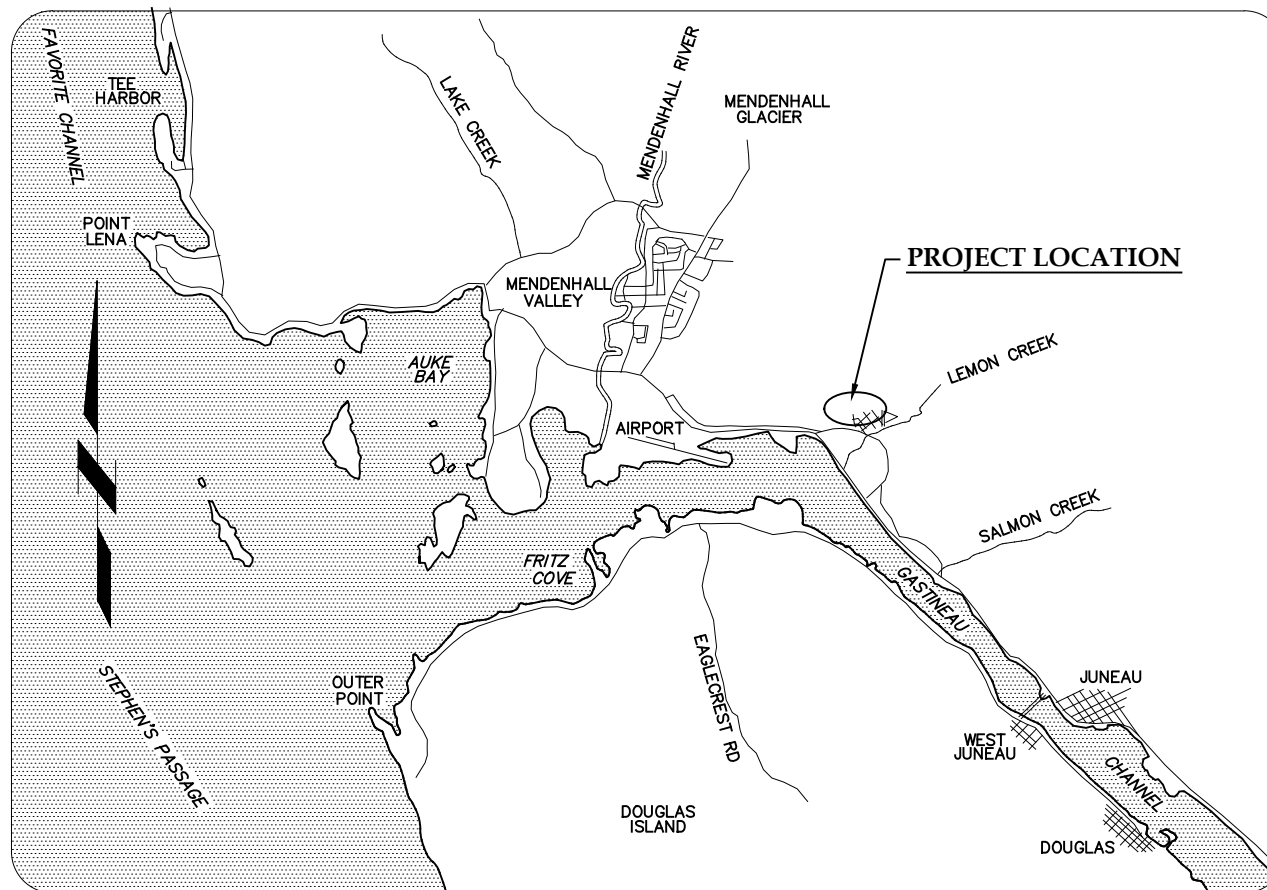 FAVORITE CHANNEL
TEE
HARBOR
LAKE CREEK
MENDENHALL RIVER
MENDENHALL
GLACIER
POINT
LENA
MENDENHALL
VALLEY
PROJECT LOCATION
AUKE
BAY
LEMON CREEK
AIRPORT
SALMON CREEK
FRITZ
COVE
GASTINEAU
EAGLECREST RD
OUTER
POINT
STEPHEN'S PASSAGE
JUNEAU
WEST
JUNEAU
CHANNEL
DOUGLAS
ISLAND
DOUGLAS